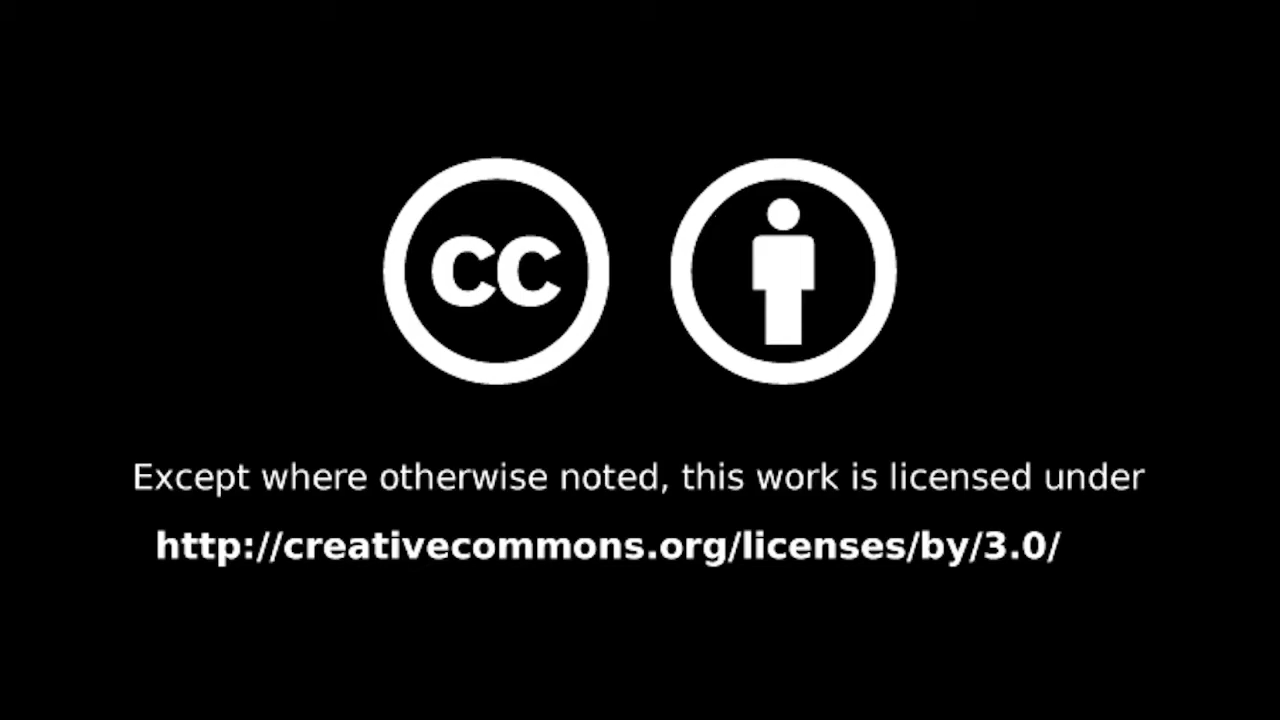 cc
Except where otherwise noted, this work is licensed under
http://creativecommons.org/licenses/by/3.0/